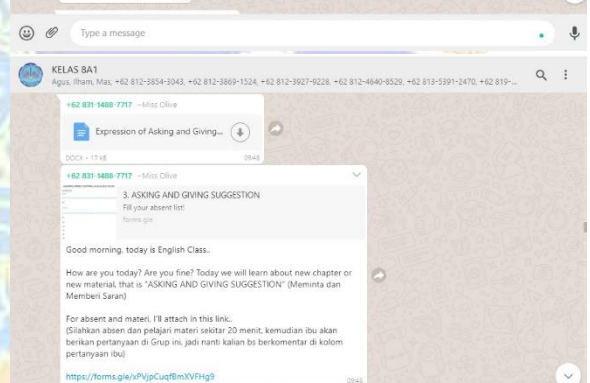 Type a message
KELAS 8A1
Agus, Ilham, Mas, +62 812-3854-3043, +62 812-3869-1524, +62 812-3927-9228, +62 812-4640-8529, +62 813-5391-2470, +62 819-...
+62 831-1488-7717 ~Miss Olive
Expression of Asking and Giving...
DOCX • 17 kB 09.46
+62 831-1488-7717 ~Miss Olive
3. ASKING AND GIVING SUGGESTION
Fill your absent list!
forms.gle
Good morning, today is English Class..
How are you today? Are you fine? Today we will learn about new chapter or
new material, that is "ASKING AND GIVING SUGGESTION" (Meminta dan
Memberi Saran)
For absent and materi, I'll attach in this link..
(Silahkan absen dan pelajari materi sekitar 20 menit, kemudian ibu akan
berikan pertanyaan di Grup ini, jadi nanti kalian bs berkomentar di kolom
pertanyaan ibu)
https://forms.gle/xPVjpCuqfBmXVFHg9
09.46